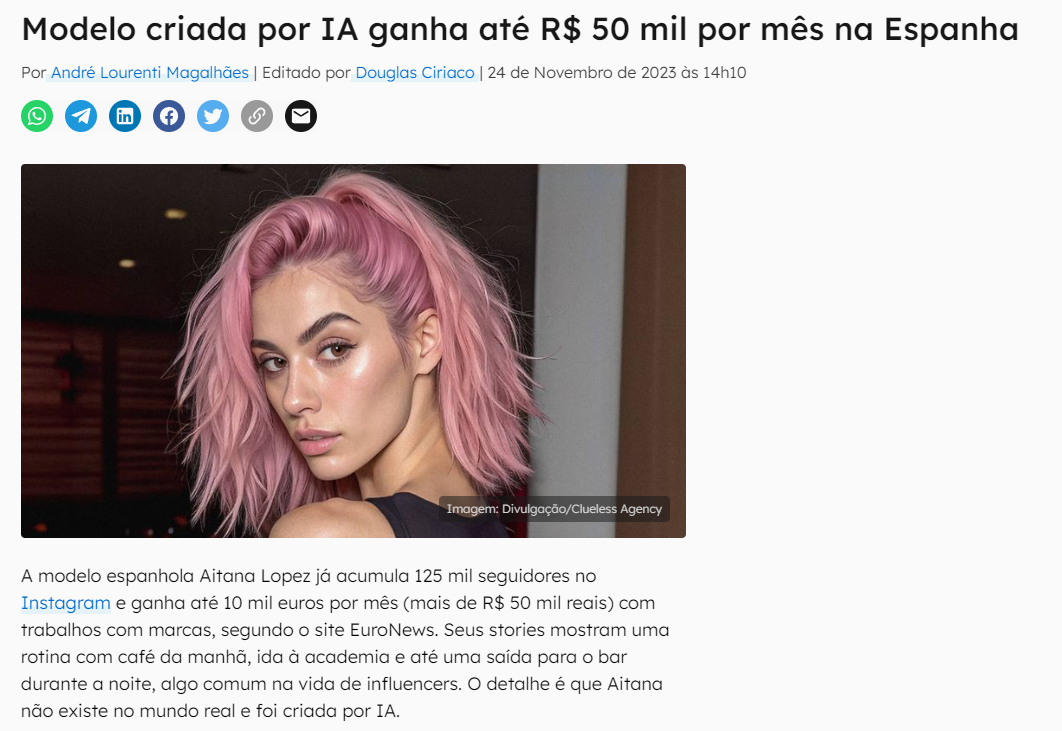 Modelo criada por IA ganha até R$ 50 mil por mês na Espanha
Por André Lourenti Magalhães | Editado por Douglas Ciriaco | 24 de Novembro de 2023 às 14h10
Imagem: Divulgação/Clueless Agency
A modelo espanhola Aitana Lopez já acumula 125 mil seguidores no
Instagram e ganha até 10 mil euros por mês (mais de R$ 50 mil reais) com
trabalhos com marcas, segundo o site EuroNews. Seus stories mostram uma
rotina com café da manhã, ida à academia e até uma saída para o bar
durante a noite, algo comum na vida de influencers. O detalhe é que Aitana
não existe no mundo real e foi criada por IA.